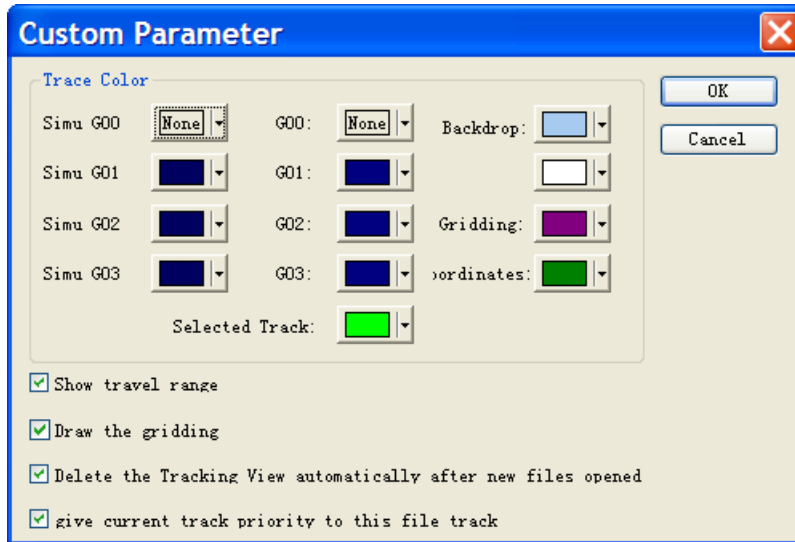 Custom Parameter
Trace Color
OK
Simu G00 None G00: None Backdrop:
Cancel
Simu G01 G01:
Simu G02 G02: Gridding:
Simu G03 G03: ordinates:
Selected Track:
Show travel range
Draw the gridding
Delete the Tracking View automatically after new files opened
give current track priority to this file track